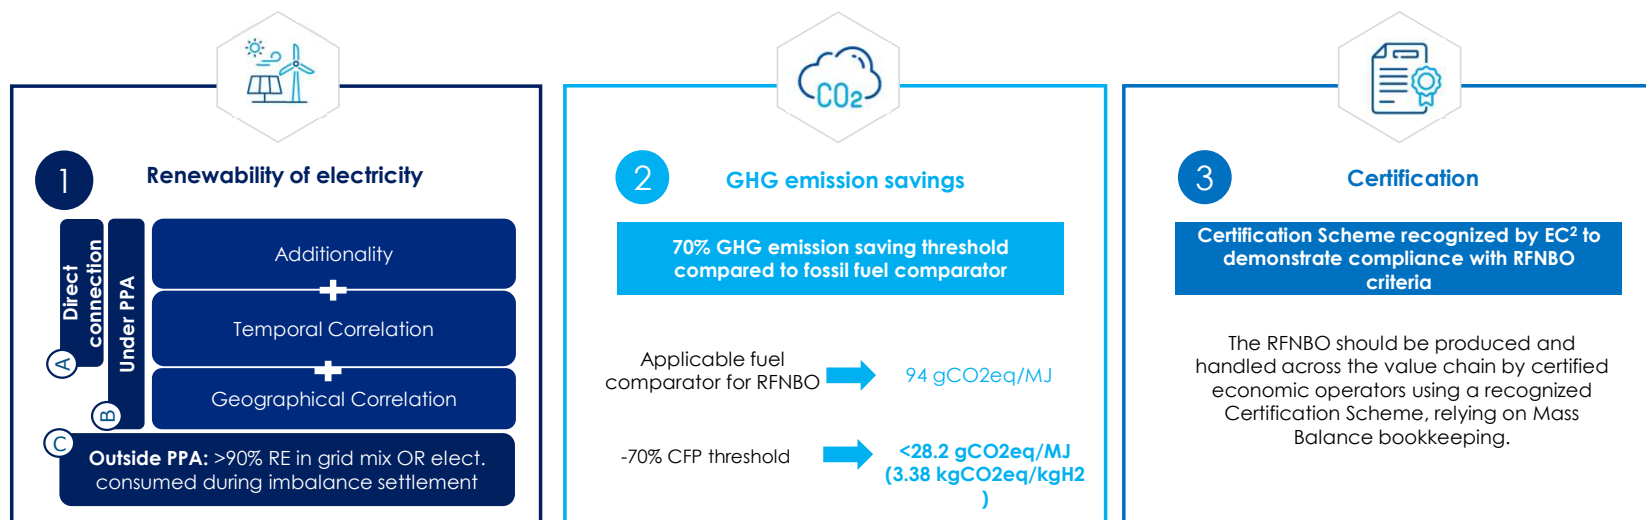 CO2
1
Renewability of electricity
Direct
connection
A
Under PPA
B
Additionality
+
Temporal Correlation
+
Geographical Correlation
C
Outside PPA: >90% RE in grid mix OR elect.
consumed during imbalance settlement
2
GHG emission savings
70% GHG emission saving threshold
compared to fossil fuel comparator
Applicable fuel
comparator for RFNBO
94 gCO2eq/MJ
-70% CFP threshold
<28.2 gCO2eq/MJ
(3.38 kgCO2eq/kgH2
)
3
Certification
Certification Scheme recognized by EC² to
demonstrate compliance with RFNBO
criteria
The RFNBO should be produced and
handled across the value chain by certified
economic operators using a recognized
Certification Scheme, relying on Mass
Balance bookkeeping.